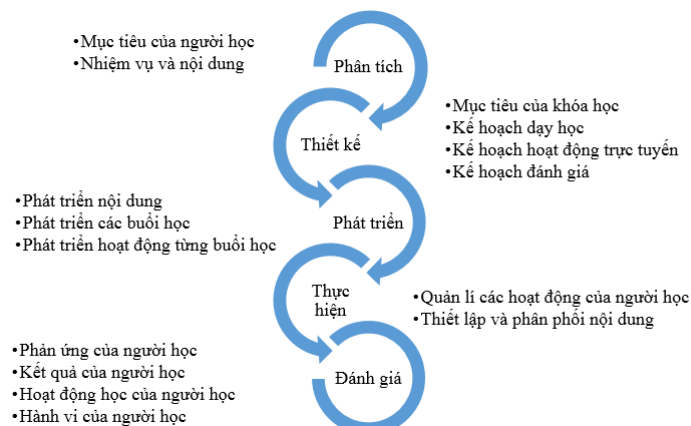 •Mục tiêu của người học
•Nhiệm vụ và nội dung
Phân tích
•Mục tiêu của khóa học
•Kế hoạch dạy học
•Kế hoạch hoạt động trực tuyến
•Kế hoạch đánh giá
Thiết kế
•Phát triển nội dung
•Phát triển các buổi học
•Phát triển hoạt động từng buổi học
Phát triển
Thực
hiện
•Quản lí các hoạt động của người học
•Thiết lập và phân phối nội dung
•Phản ứng của người học
•Kết quả của người học
•Hoạt động học của người học
•Hành vi của người học
Đánh giá